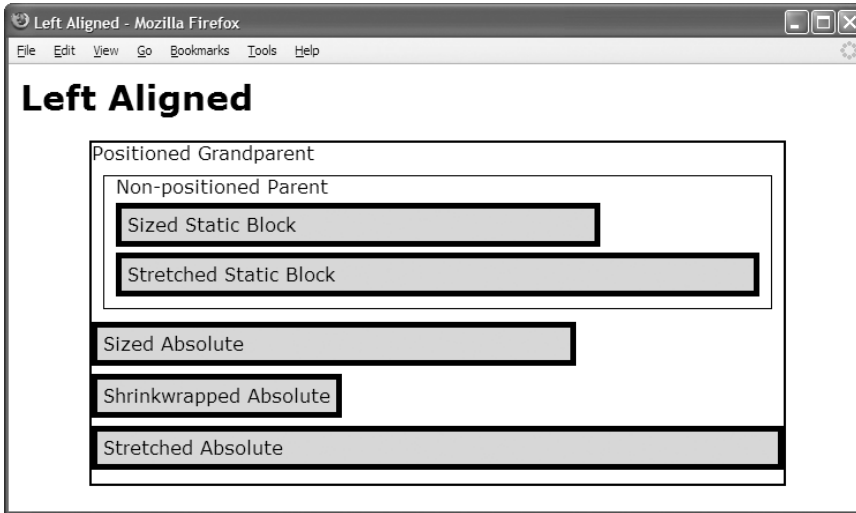 Left Aligned - Mozilla Firefox
File Edit View Go Bookmarks Tools Help
Left Aligned
Positioned Grandparent
Non-positioned Parent
Sized Static Block
Stretched Static Block
Sized Absolute
Shrinkwrapped Absolute
Stretched Absolute